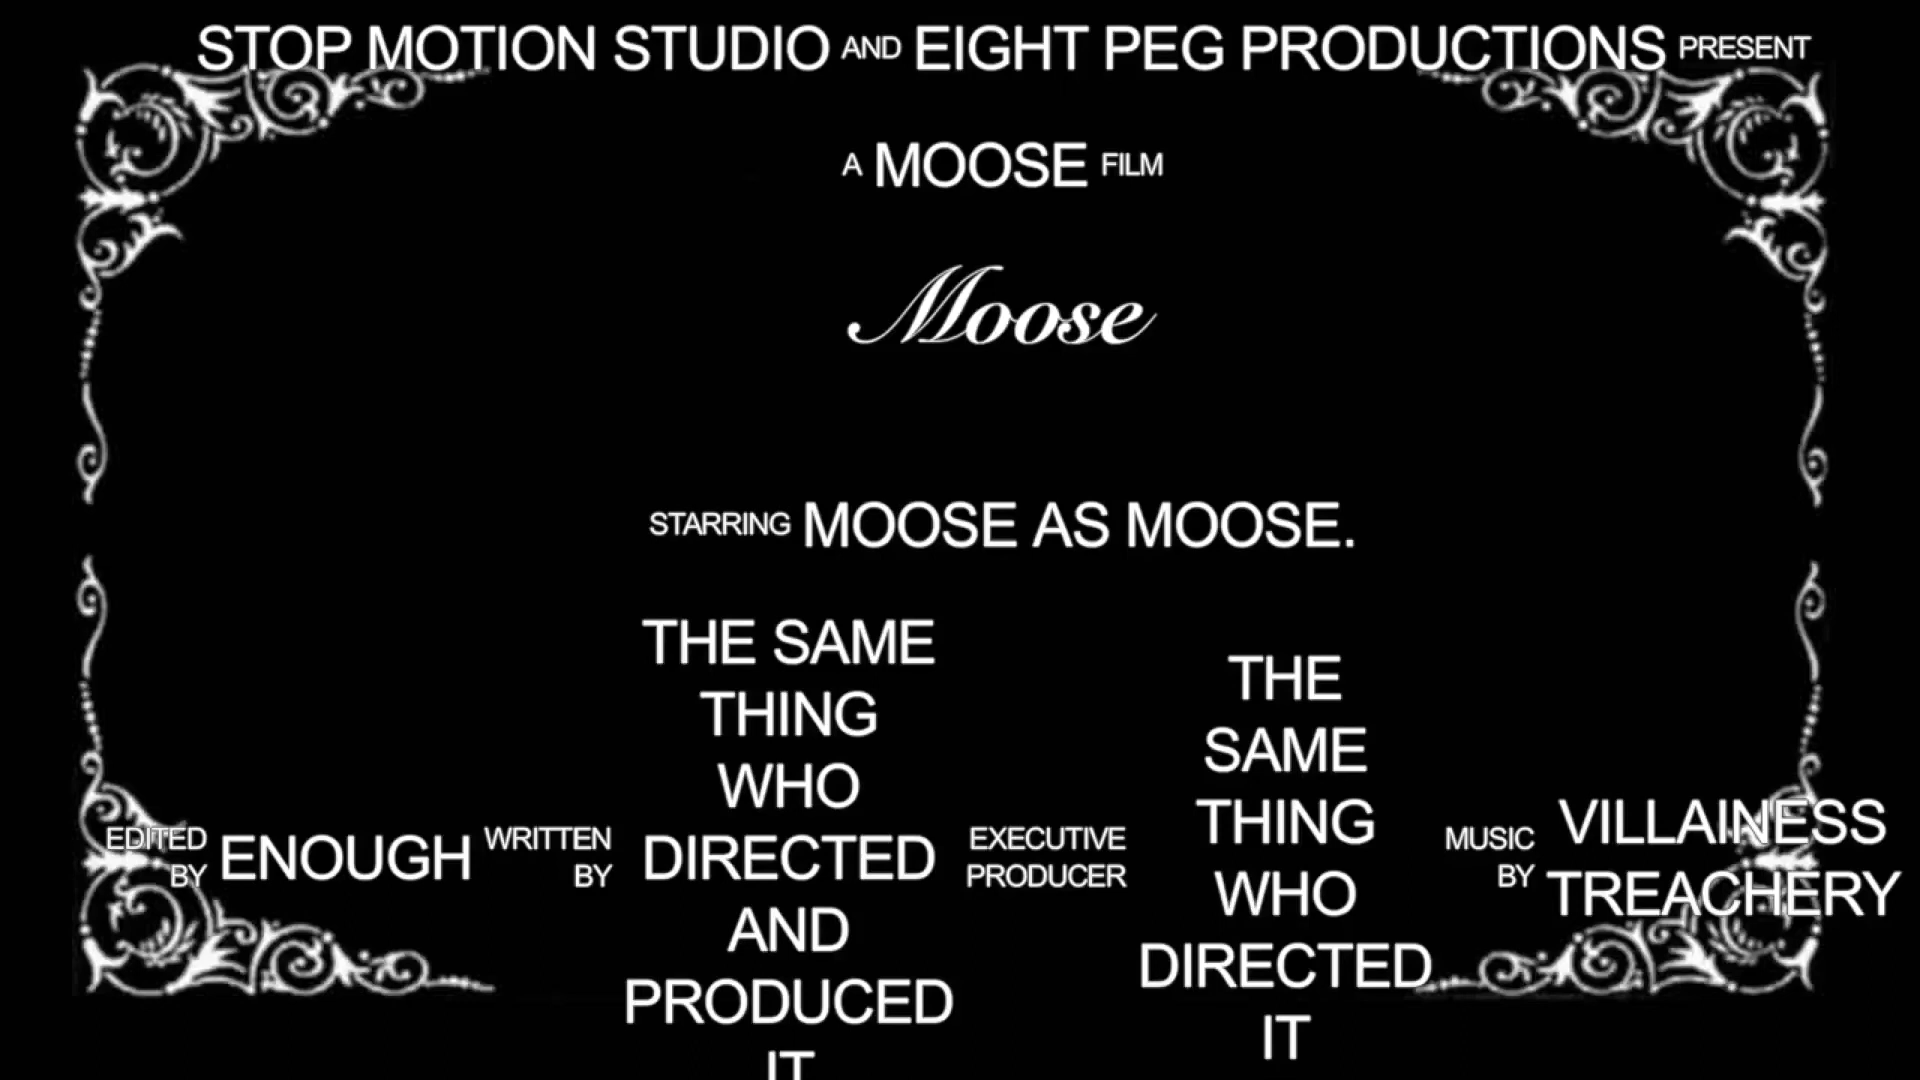 STOP MOTION STUDIO AND EIGHT PEG PRODUCTIONS PRESENT
A MOOSE FILM
Moose
STARRING MOOSE AS MOOSE.
EDITED
BY
ENOUGH
WRITTEN
BY
THE SAME
THING
WHO
DIRECTED
AND
PRODUCED
IT
EXECUTIVE
PRODUCER
THE
SAME
THING
WHO
DIRECTED
IT
MUSIC
BY
VILLAINESS
TREACHERY